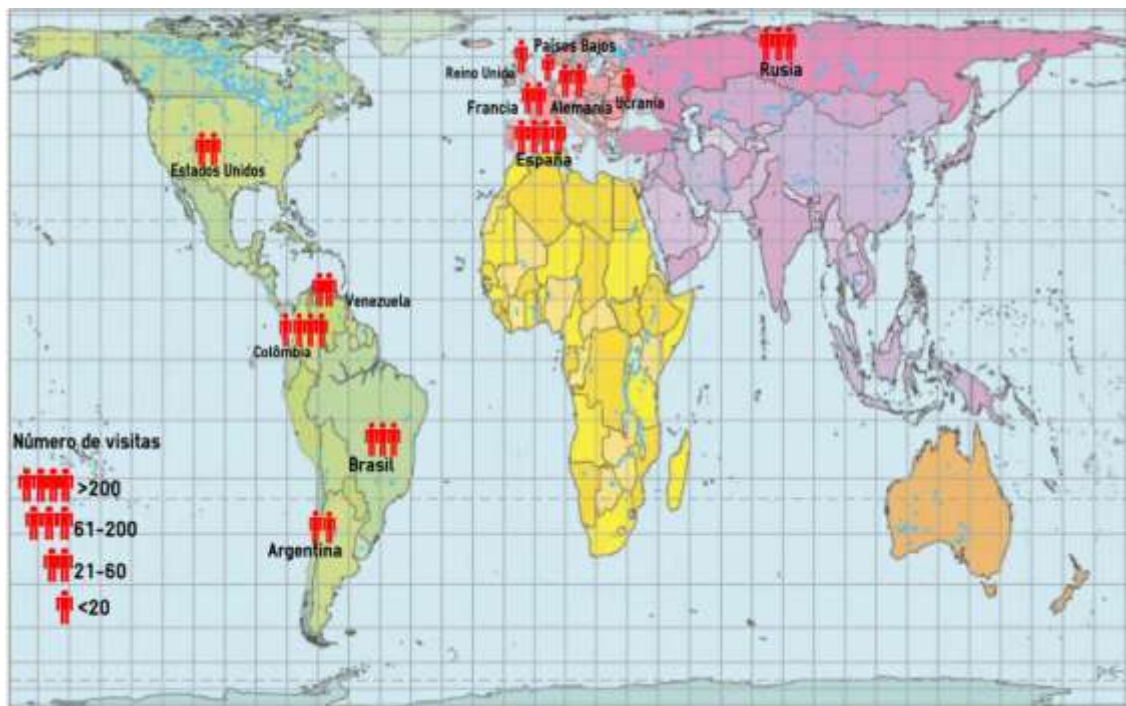 Países Bajos
Reino Unido
Rusia
Francia
Alemania
Ucrania
España
Estados Unidos
Venezuela
Colômbia
Brasil
Argentina
Número de visitas
>200
61-200
21-60
<20